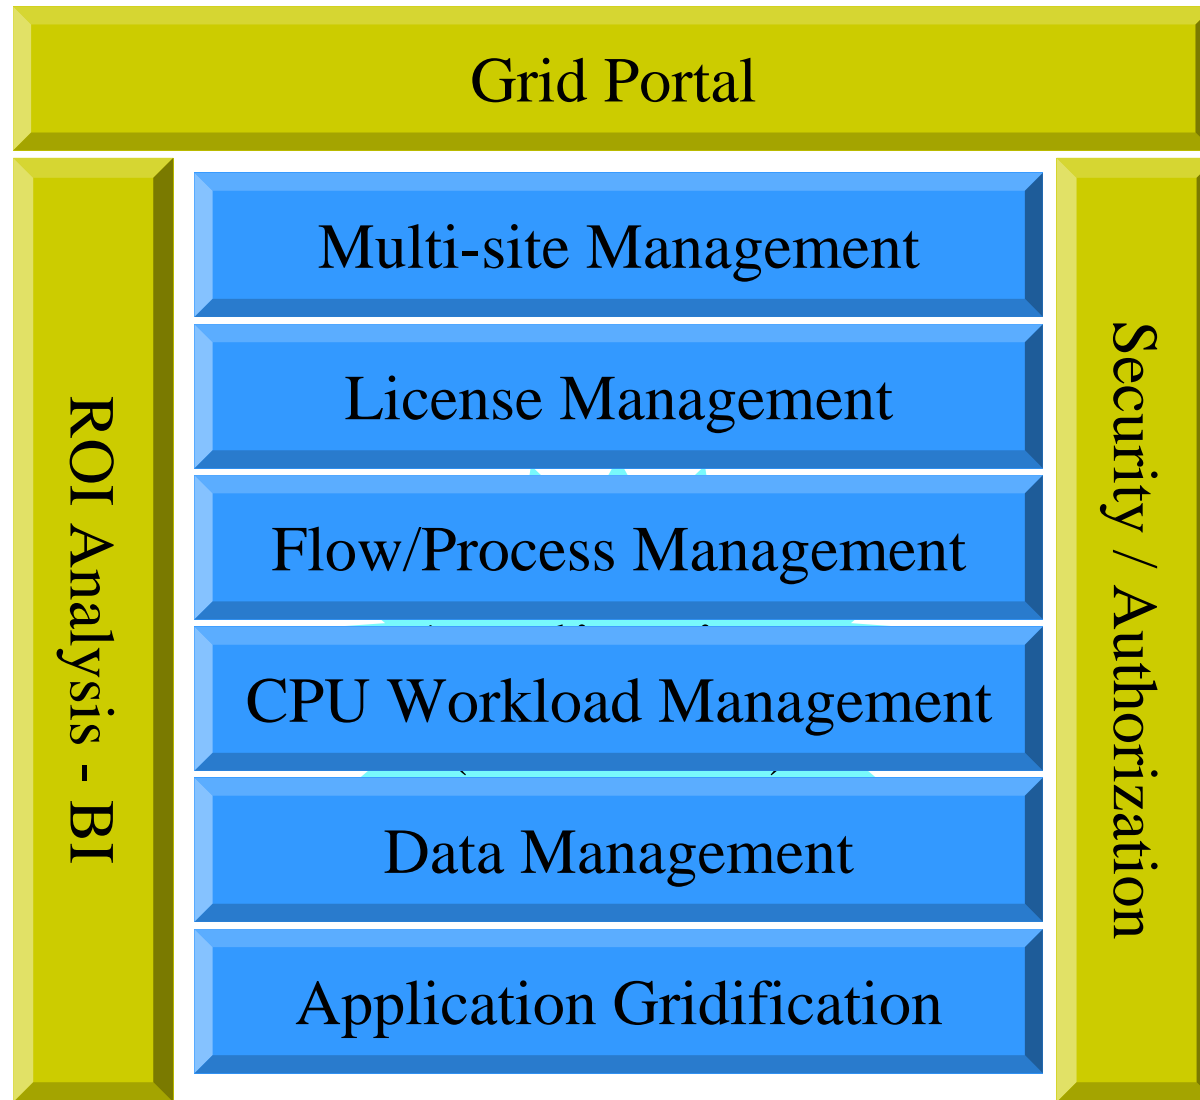 Grid Portal
Multi-site Management
License Management
Flow/Process Management
CPU Workload Management
Data Management
Application Gridification
ROI Analysis - BI
Security / Authorization